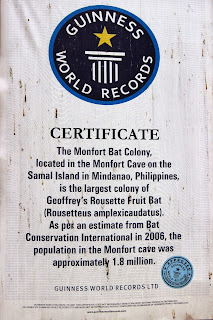 GUINNESS
WORLD RECORDS
CERTIFICATE
The Monfort Bat Colony,
located in the Monfort Cave on the
Samal Island in Mindanao, Philippines,
is the largest colony of
Geoffrey's Rousette Fruit Bat
(Rousetteus amplexicaudatus).
As per an estimate from Bat
Conservation International in 2006, the
population in the Monfort cave was
approximately 1.8 million.
GUINNESS WORLD RECORDS LTD